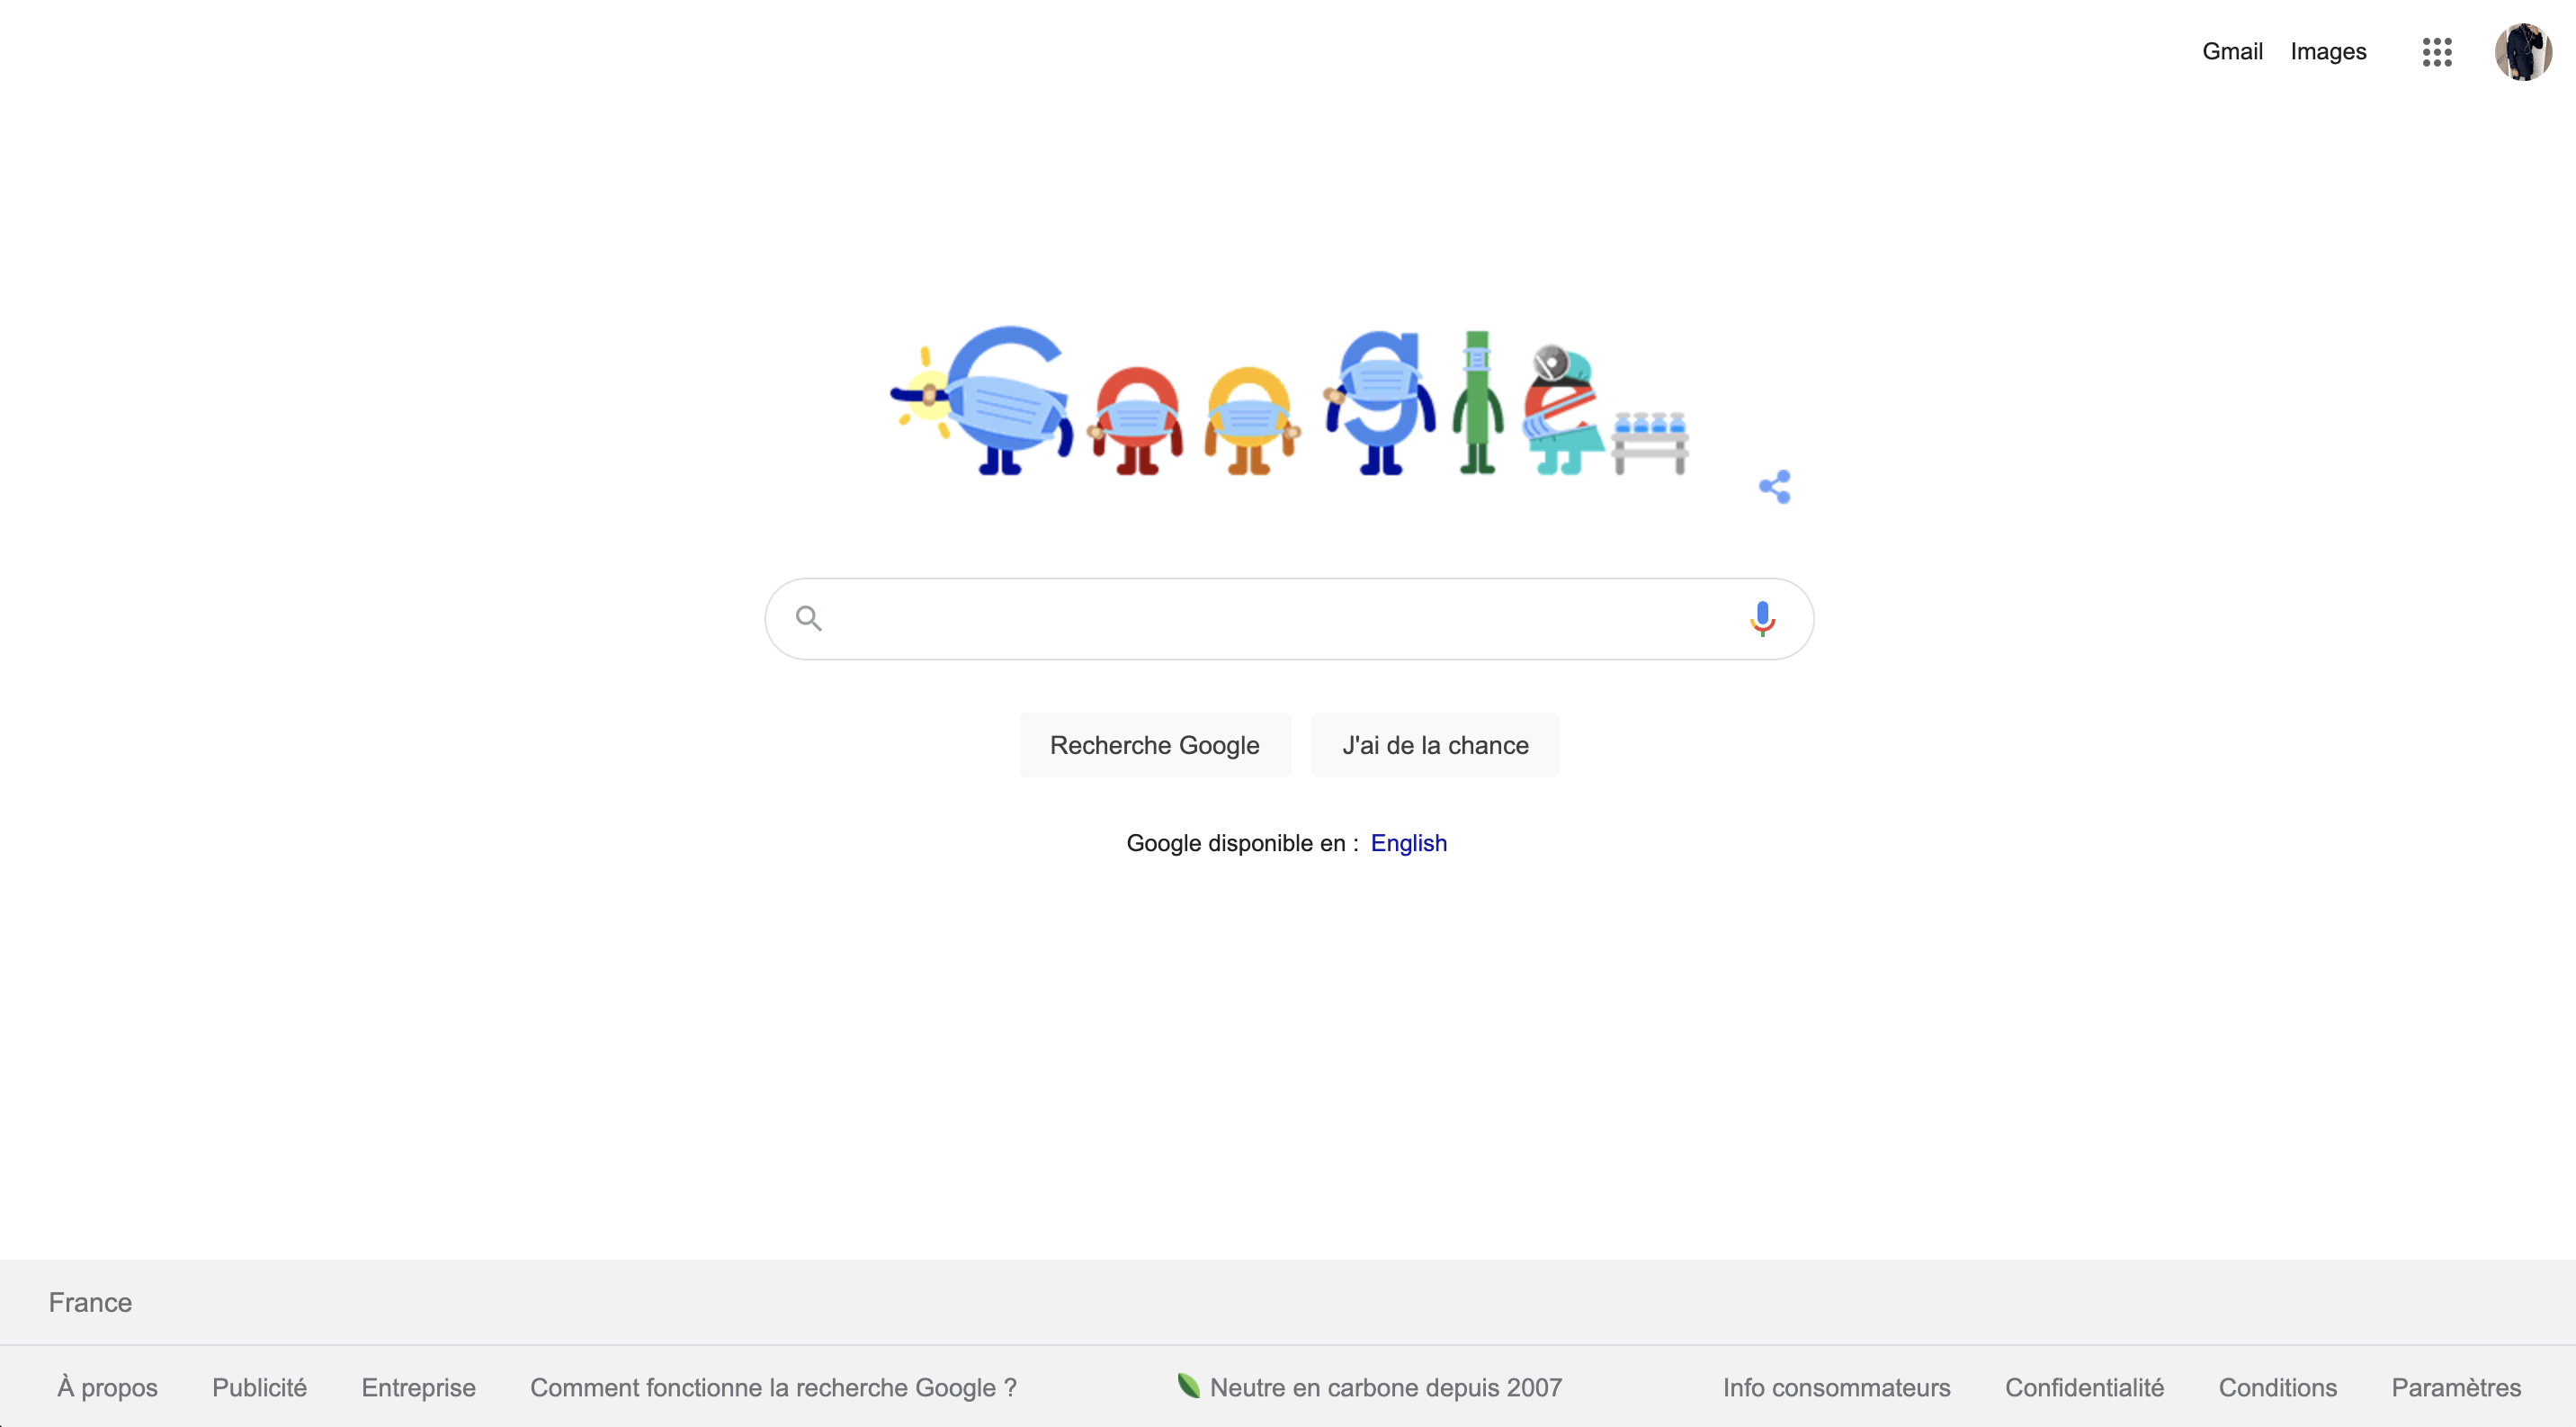 Gmail Images
Google
Recherche Google J'ai de la chance
Google disponible en : English
France
À propos Publicité Entreprise Comment fonctionne la recherche Google ? Neutre en carbone depuis 2007 Info consommateurs Confidentialité Conditions Paramètres